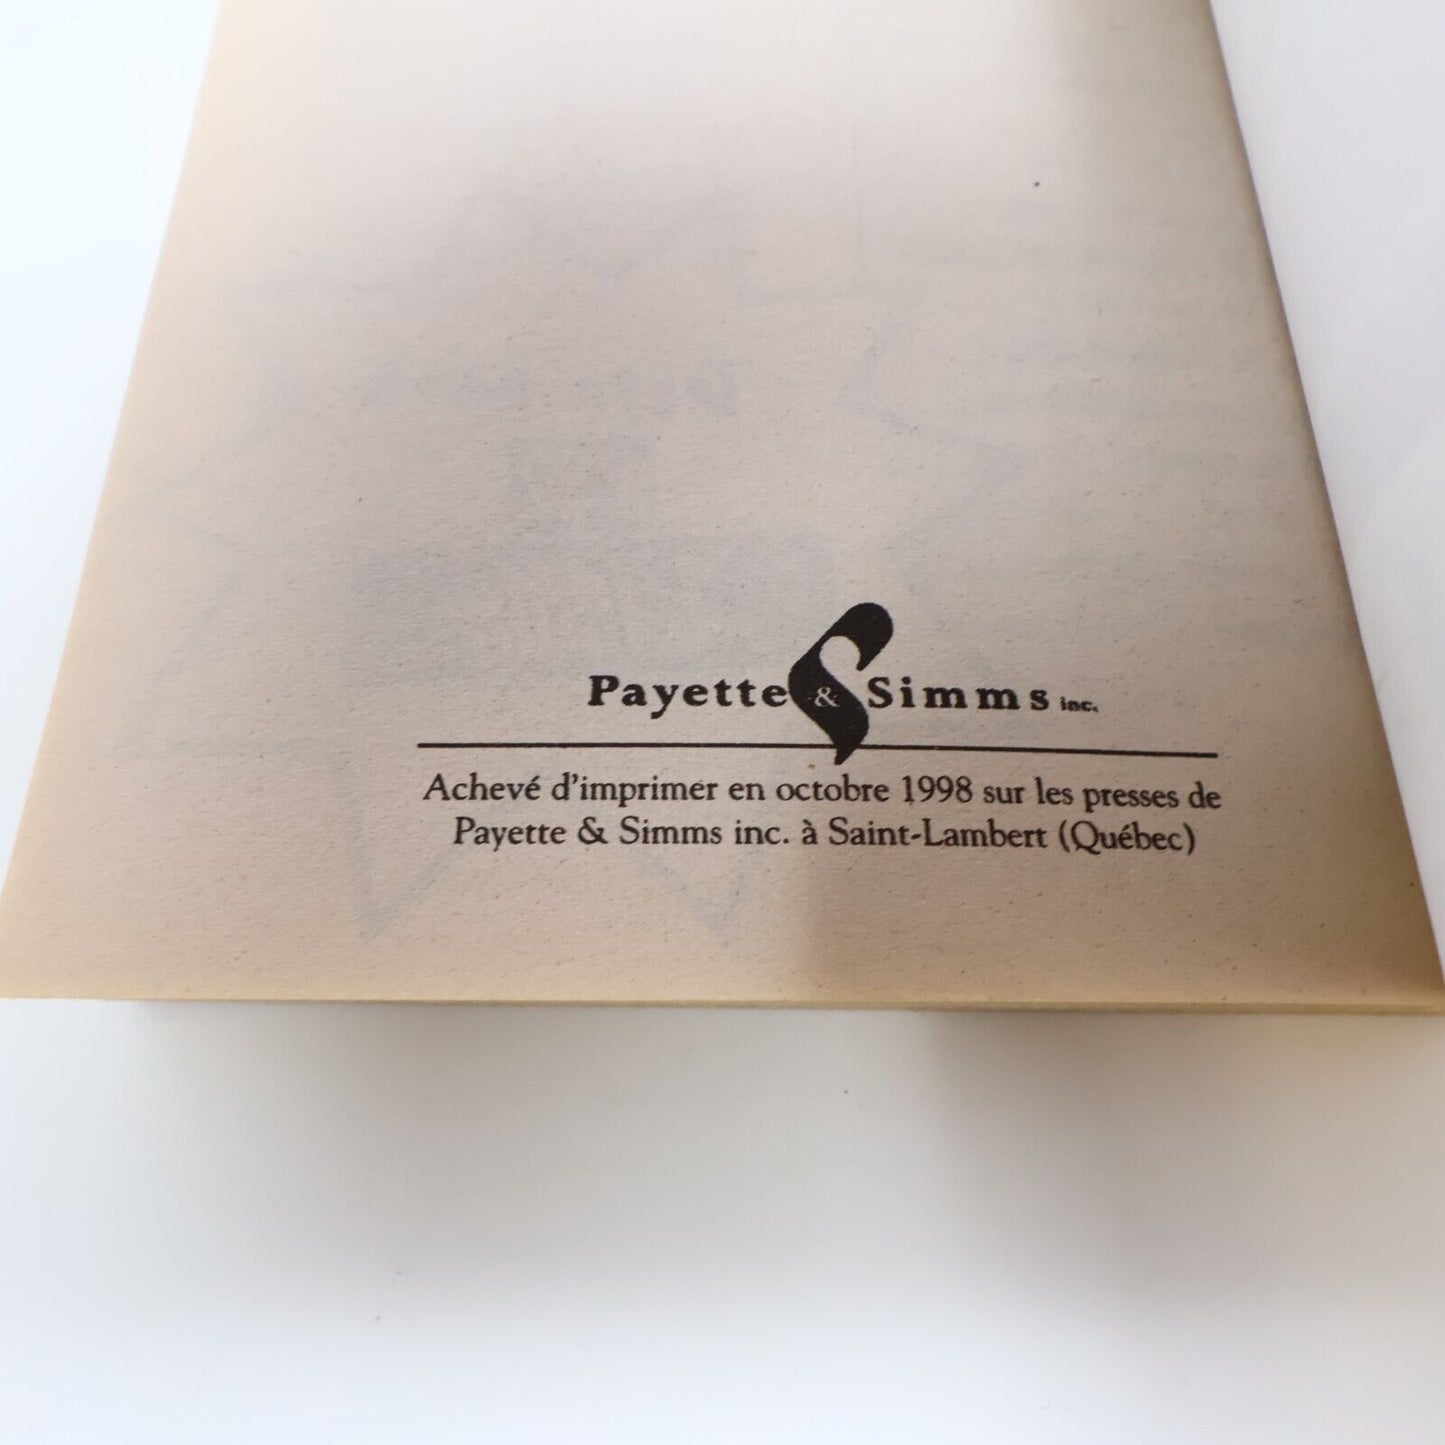 Payette & Simms inc.
Achevé d'imprimer en octobre 1998 sur les presses de
Payette & Simms inc. à Saint-Lambert (Québec)